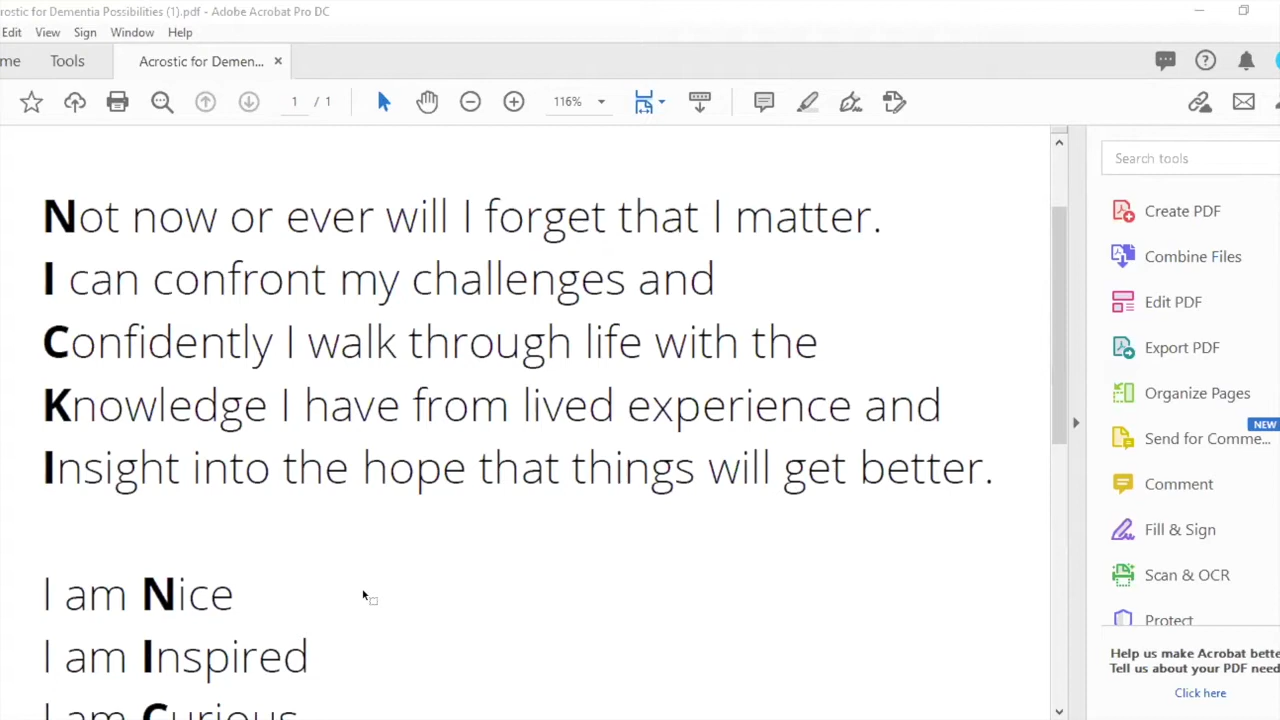 rostic for Dementia Possibilities (1).pdf - Adobe Acrobat Pro DC
Edit View Sign Window Help
me Tools Acrostic for Demen... ×
1 / 1 116%
Search tools
Not now or ever will I forget that I matter.
I can confront my challenges and
Confidently I walk through life with the
Knowledge I have from lived experience and
Insight into the hope that things will get better.
I am Nice
I am Inspired
I am Curious
Create PDF
Combine Files
Edit PDF
Export PDF
Organize Pages
NEW
Send for Comme...
Comment
Fill & Sign
Scan & OCR
Protect
Help us make Acrobat bette
Tell us about your PDF need
Click here